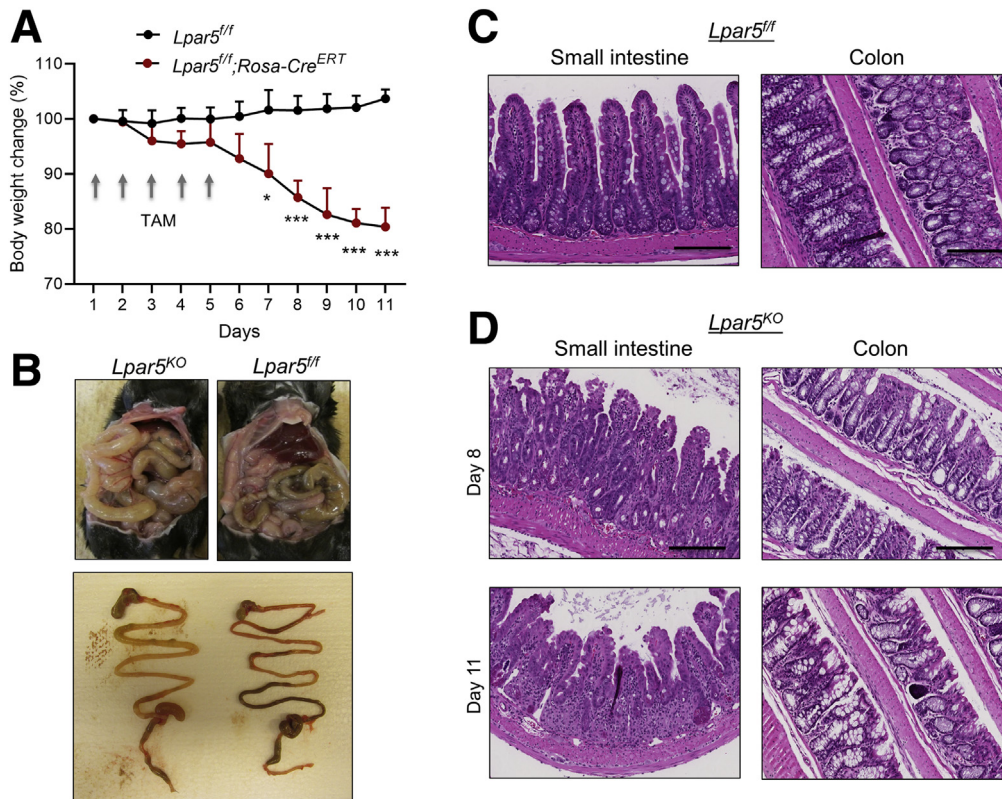 A
Lpar5f/f
Lpar5f/f;Rosa-CreERT
Body weight change (%)
110
100
90
80
70
TAM
*
***
***
***
***
1 2 3 4 5 6 7 8 9 10 11
Days
B
Lpar5KO
Lpar5f/f
C
Lpar5f/f
Small intestine
Colon
D
Lpar5KO
Small intestine
Colon
Day 8
Day 11